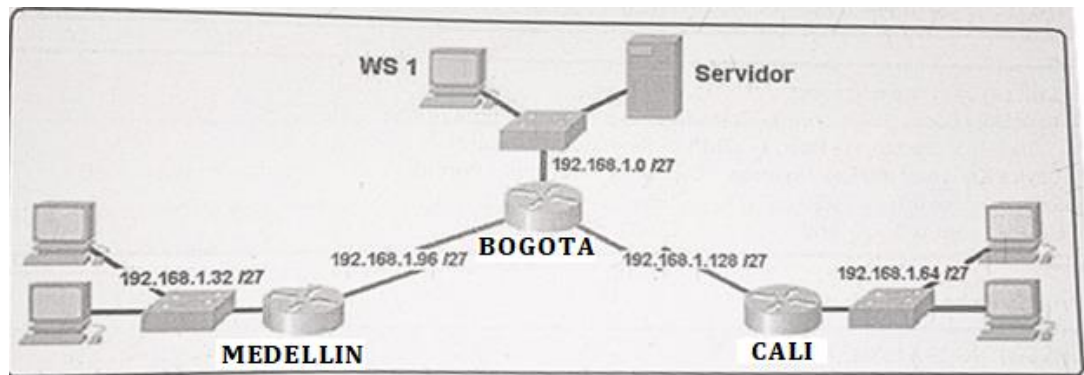 WS 1
Servidor
192.168.1.0 /27
BOGOTA
192.168.1.96 /27
192.168.1.128 /27
192.168.1.32 /27
192.168.1.64 /27
MEDELLIN
CALI